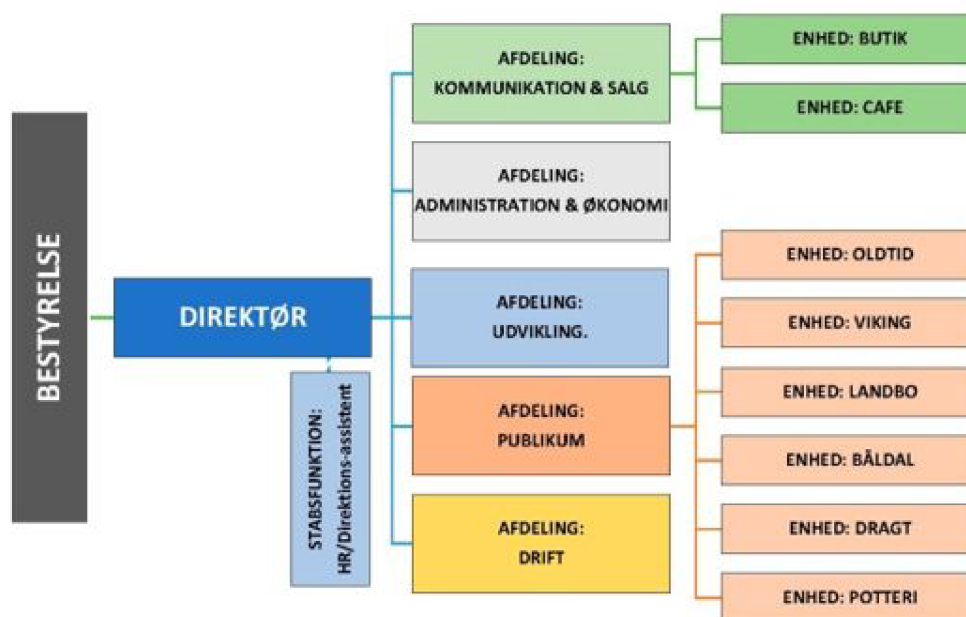 BESTYRELSE
DIREKTØR
STABSFUNKTION:
HR/Direktions-assistent
AFDELING:
KOMMUNIKATION & SALG
ENHED: BUTIK
ENHED: CAFE
AFDELING:
ADMINISTRATION & ØKONOMI
AFDELING:
UDVIKLING.
AFDELING:
PUBLIKUM
ENHED: OLDTID
ENHED: VIKING
ENHED: LANDBO
ENHED: BÅLDAL
ENHED: DRAGT
ENHED: POTTERI
AFDELING:
DRIFT